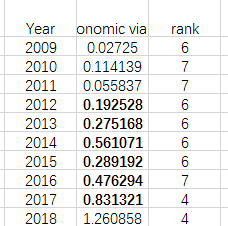 Year onomic via rank
2009 0.02725 6
2010 0.114139 7
2011 0.055837 7
2012 0.192528 6
2013 0.275168 6
2014 0.561071 6
2015 0.289192 6
2016 0.476294 7
2017 0.831321 4
2018 1.260858 4